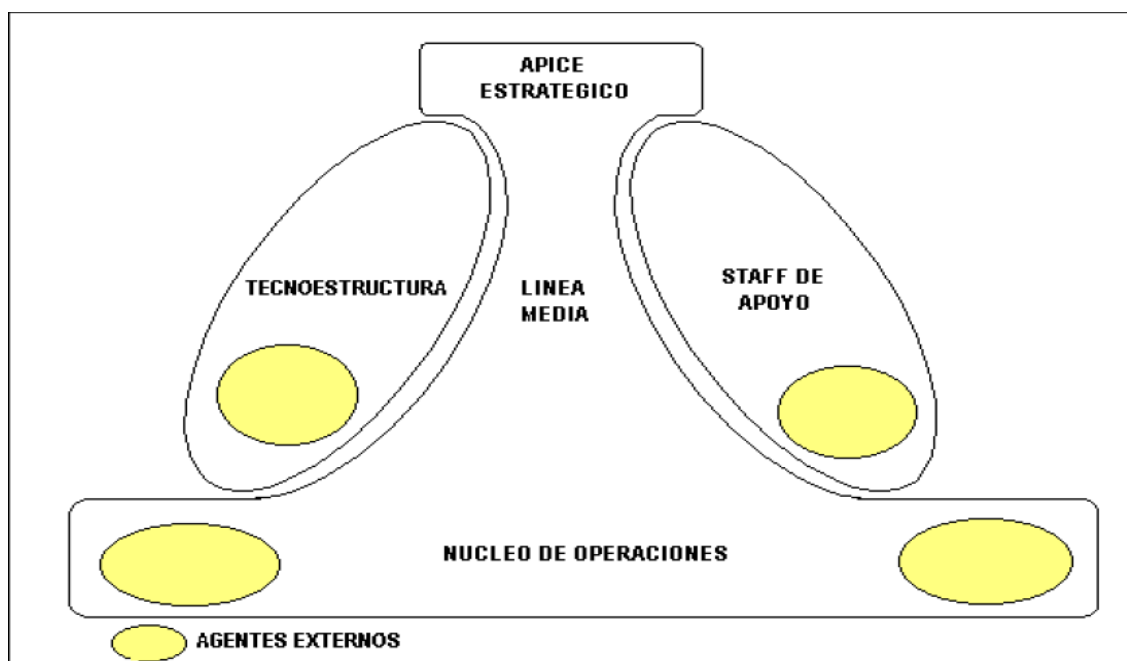 APICE
ESTRATEGICO
TECNOESTRUCTURA
LINEA
MEDIA
STAFF DE
APOYO
NUCLEO DE OPERACIONES
AGENTES EXTERNOS